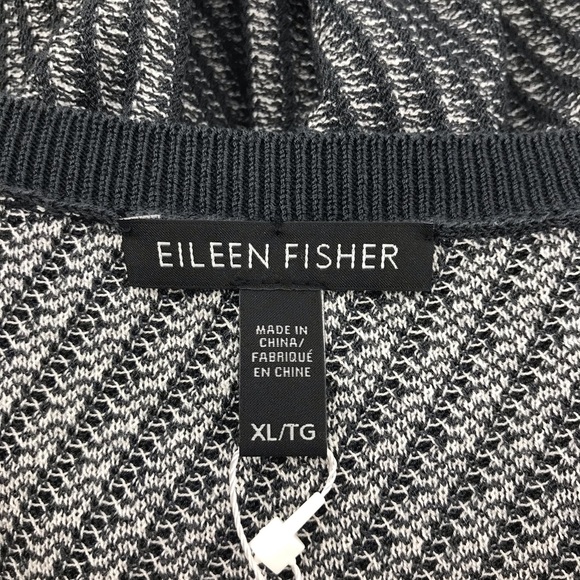 EILEEN FISHER
MADE IN
CHINA/
FABRIQUÉ
EN CHINE
XL/TG